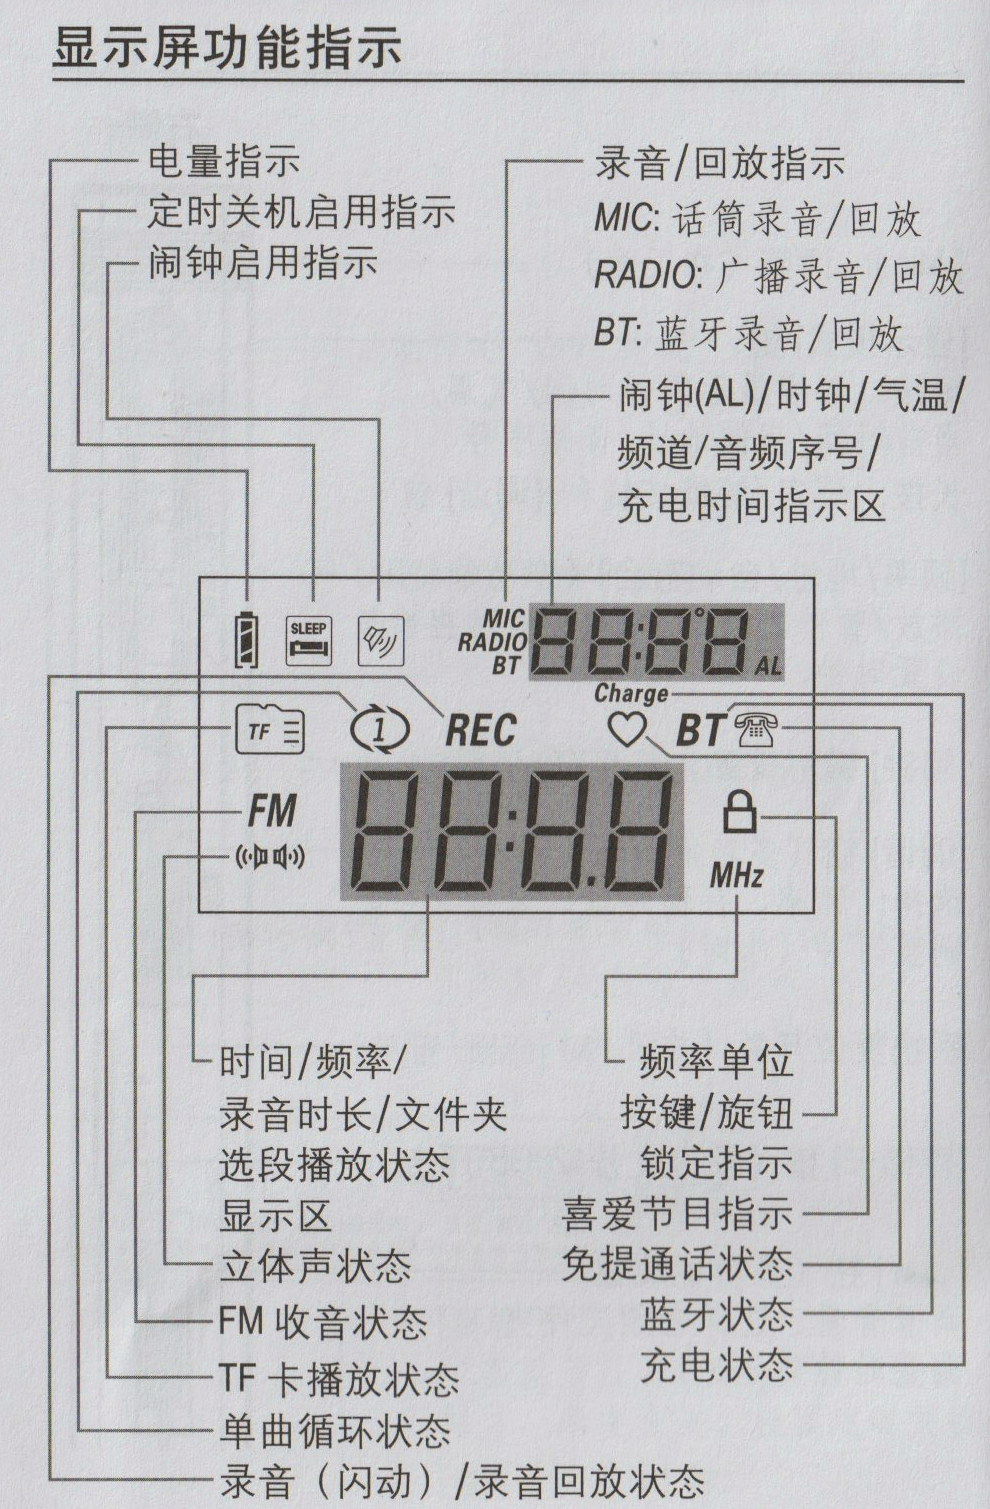 显示屏功能指示
电量指示
定时关机启用指示
闹钟启用指示
录音/回放指示
MIC: 话筒录音/回放
RADIO: 广播录音/回放
BT: 蓝牙录音/回放
闹钟(AL)/时钟/气温/
频道/音频序号/
充电时间指示区
SLEEP
MIC
RADIO
BT
88:8°8
AL
Charge
TF
1
REC
BT
FM
88:8.8
MHz
时间/频率/
录音时长/文件夹
选段播放状态
显示区
立体声状态
FM 收音状态
TF 卡播放状态
单曲循环状态
录音（闪动）/录音回放状态
频率单位
按键/旋钮
锁定指示
喜爱节目指示
免提通话状态
蓝牙状态
充电状态